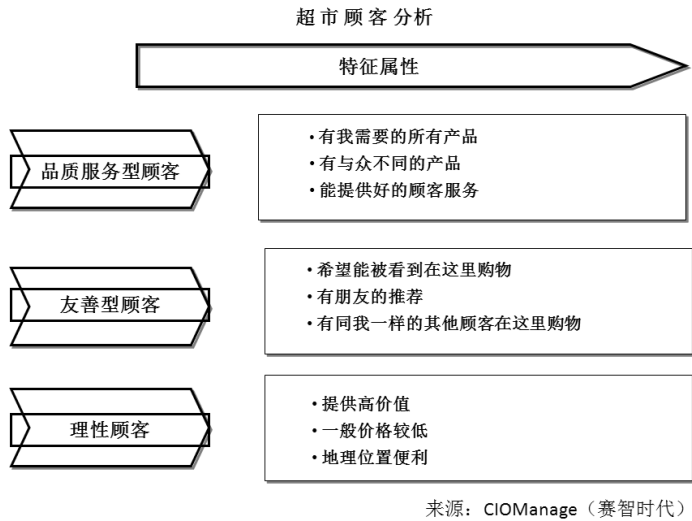 超市顾客分析
特征属性
品质服务型顾客
• 有我需要的所有产品
• 有与众不同的产品
• 能提供好的顾客服务
友善型顾客
• 希望能被看到在这里购物
• 有朋友的推荐
• 有同我一样的其他顾客在这里购物
理性顾客
• 提供高价值
• 一般价格较低
• 地理位置便利
来源：CIOManage（赛智时代）